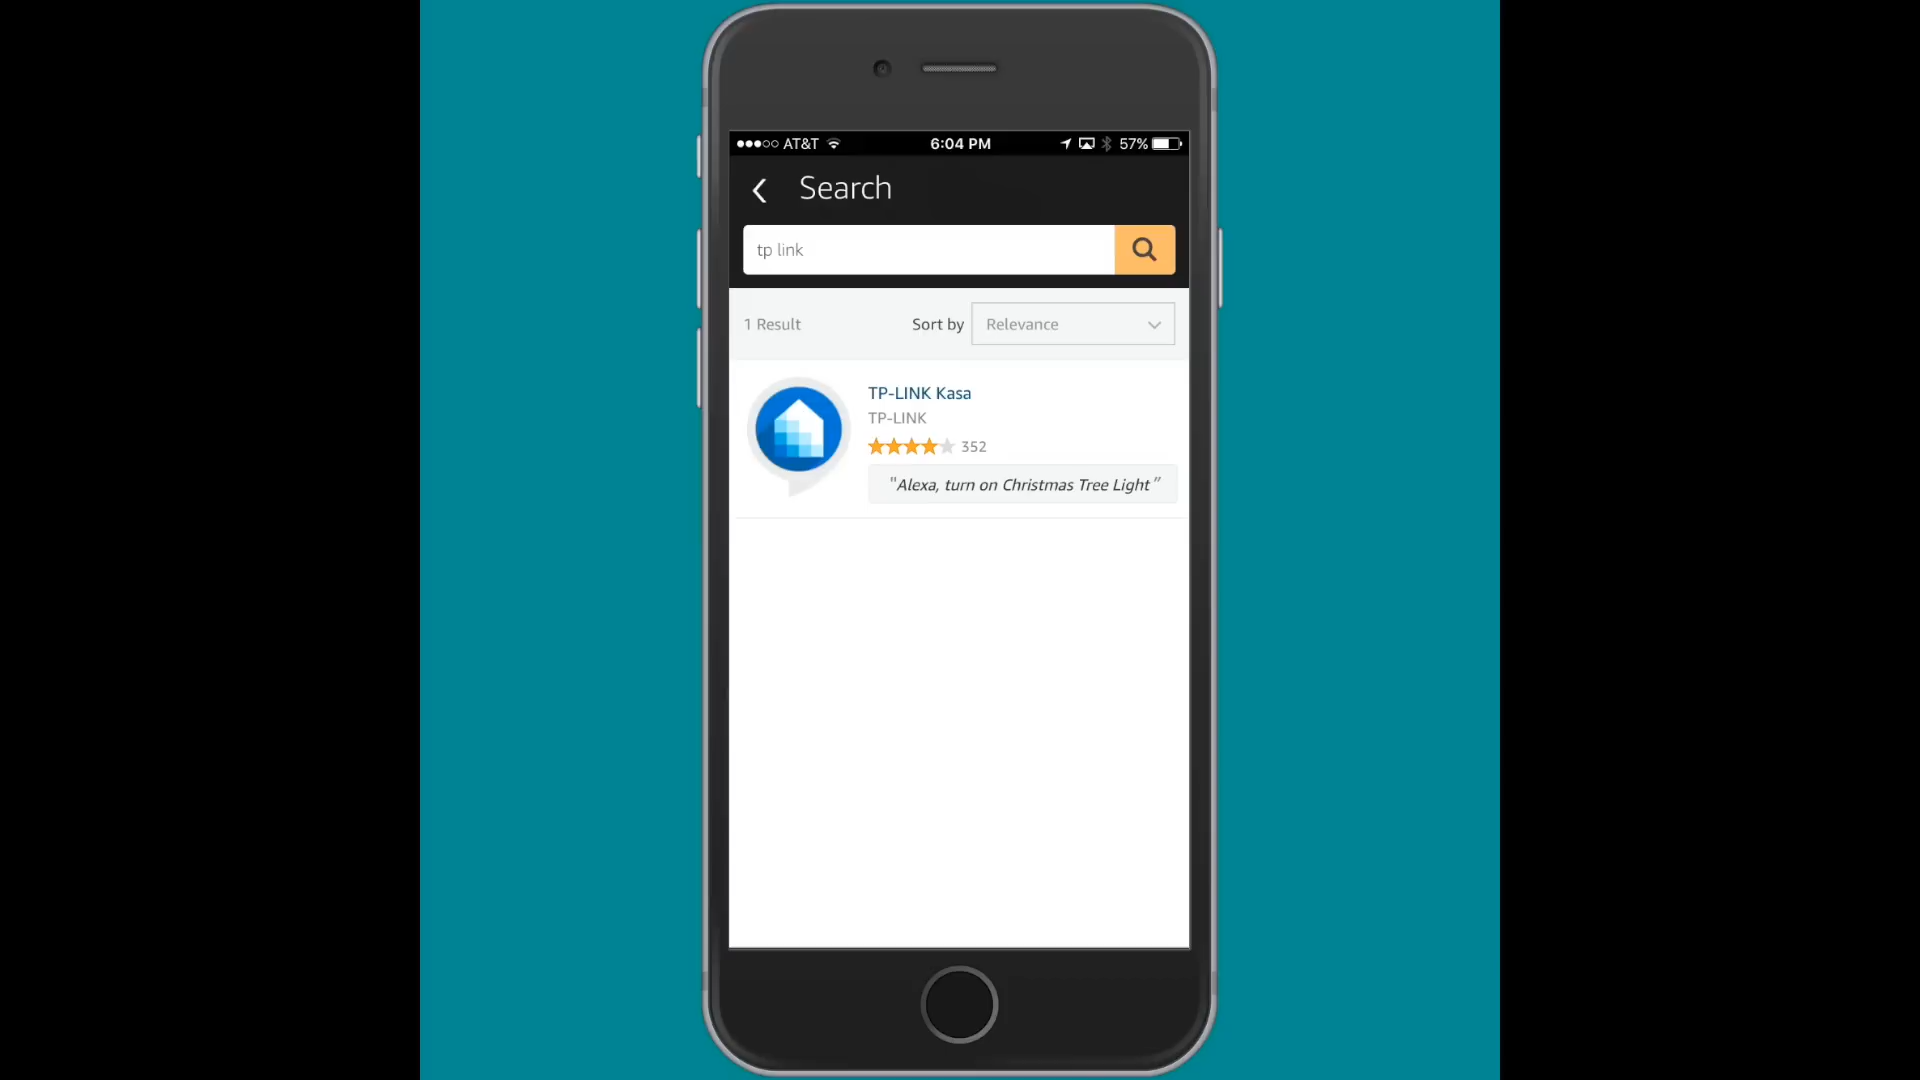 AT&T 6:04 PM 57%
Search
tp link
1 Result Sort by Relevance
TP-LINK Kasa
TP-LINK
352
"Alexa, turn on Christmas Tree Light"